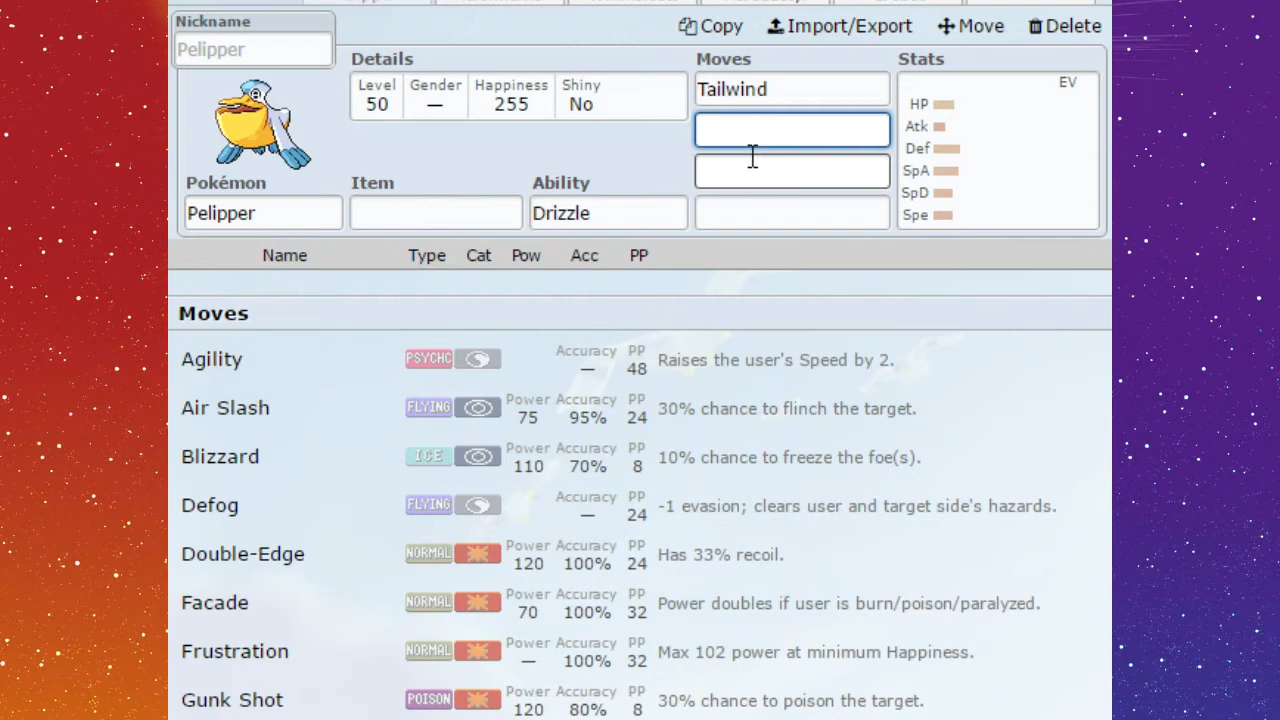 Nickname
Pelipper
Copy Import/Export Move Delete
Details Moves Stats
Level Gender Happiness Shiny
50 — 255 No
Tailwind
EV
HP
Atk
Def
SpA
SpD
Spe
Pokémon Item Ability
Pelipper Drizzle
Name Type Cat Pow Acc PP
Moves
Agility PSYCHC Accuracy — PP 48 Raises the user's Speed by 2.
Air Slash FLYING Power 75 Accuracy 95% PP 24 30% chance to flinch the target.
Blizzard ICE Power 110 Accuracy 70% PP 8 10% chance to freeze the foe(s).
Defog FLYING Accuracy — PP 24 -1 evasion; clears user and target side's hazards.
Double-Edge NORMAL Power 120 Accuracy 100% PP 24 Has 33% recoil.
Facade NORMAL Power 70 Accuracy 100% PP 32 Power doubles if user is burn/poison/paralyzed.
Frustration NORMAL Power — Accuracy 100% PP 32 Max 102 power at minimum Happiness.
Gunk Shot POISON Power 120 Accuracy 80% PP 8 30% chance to poison the target.